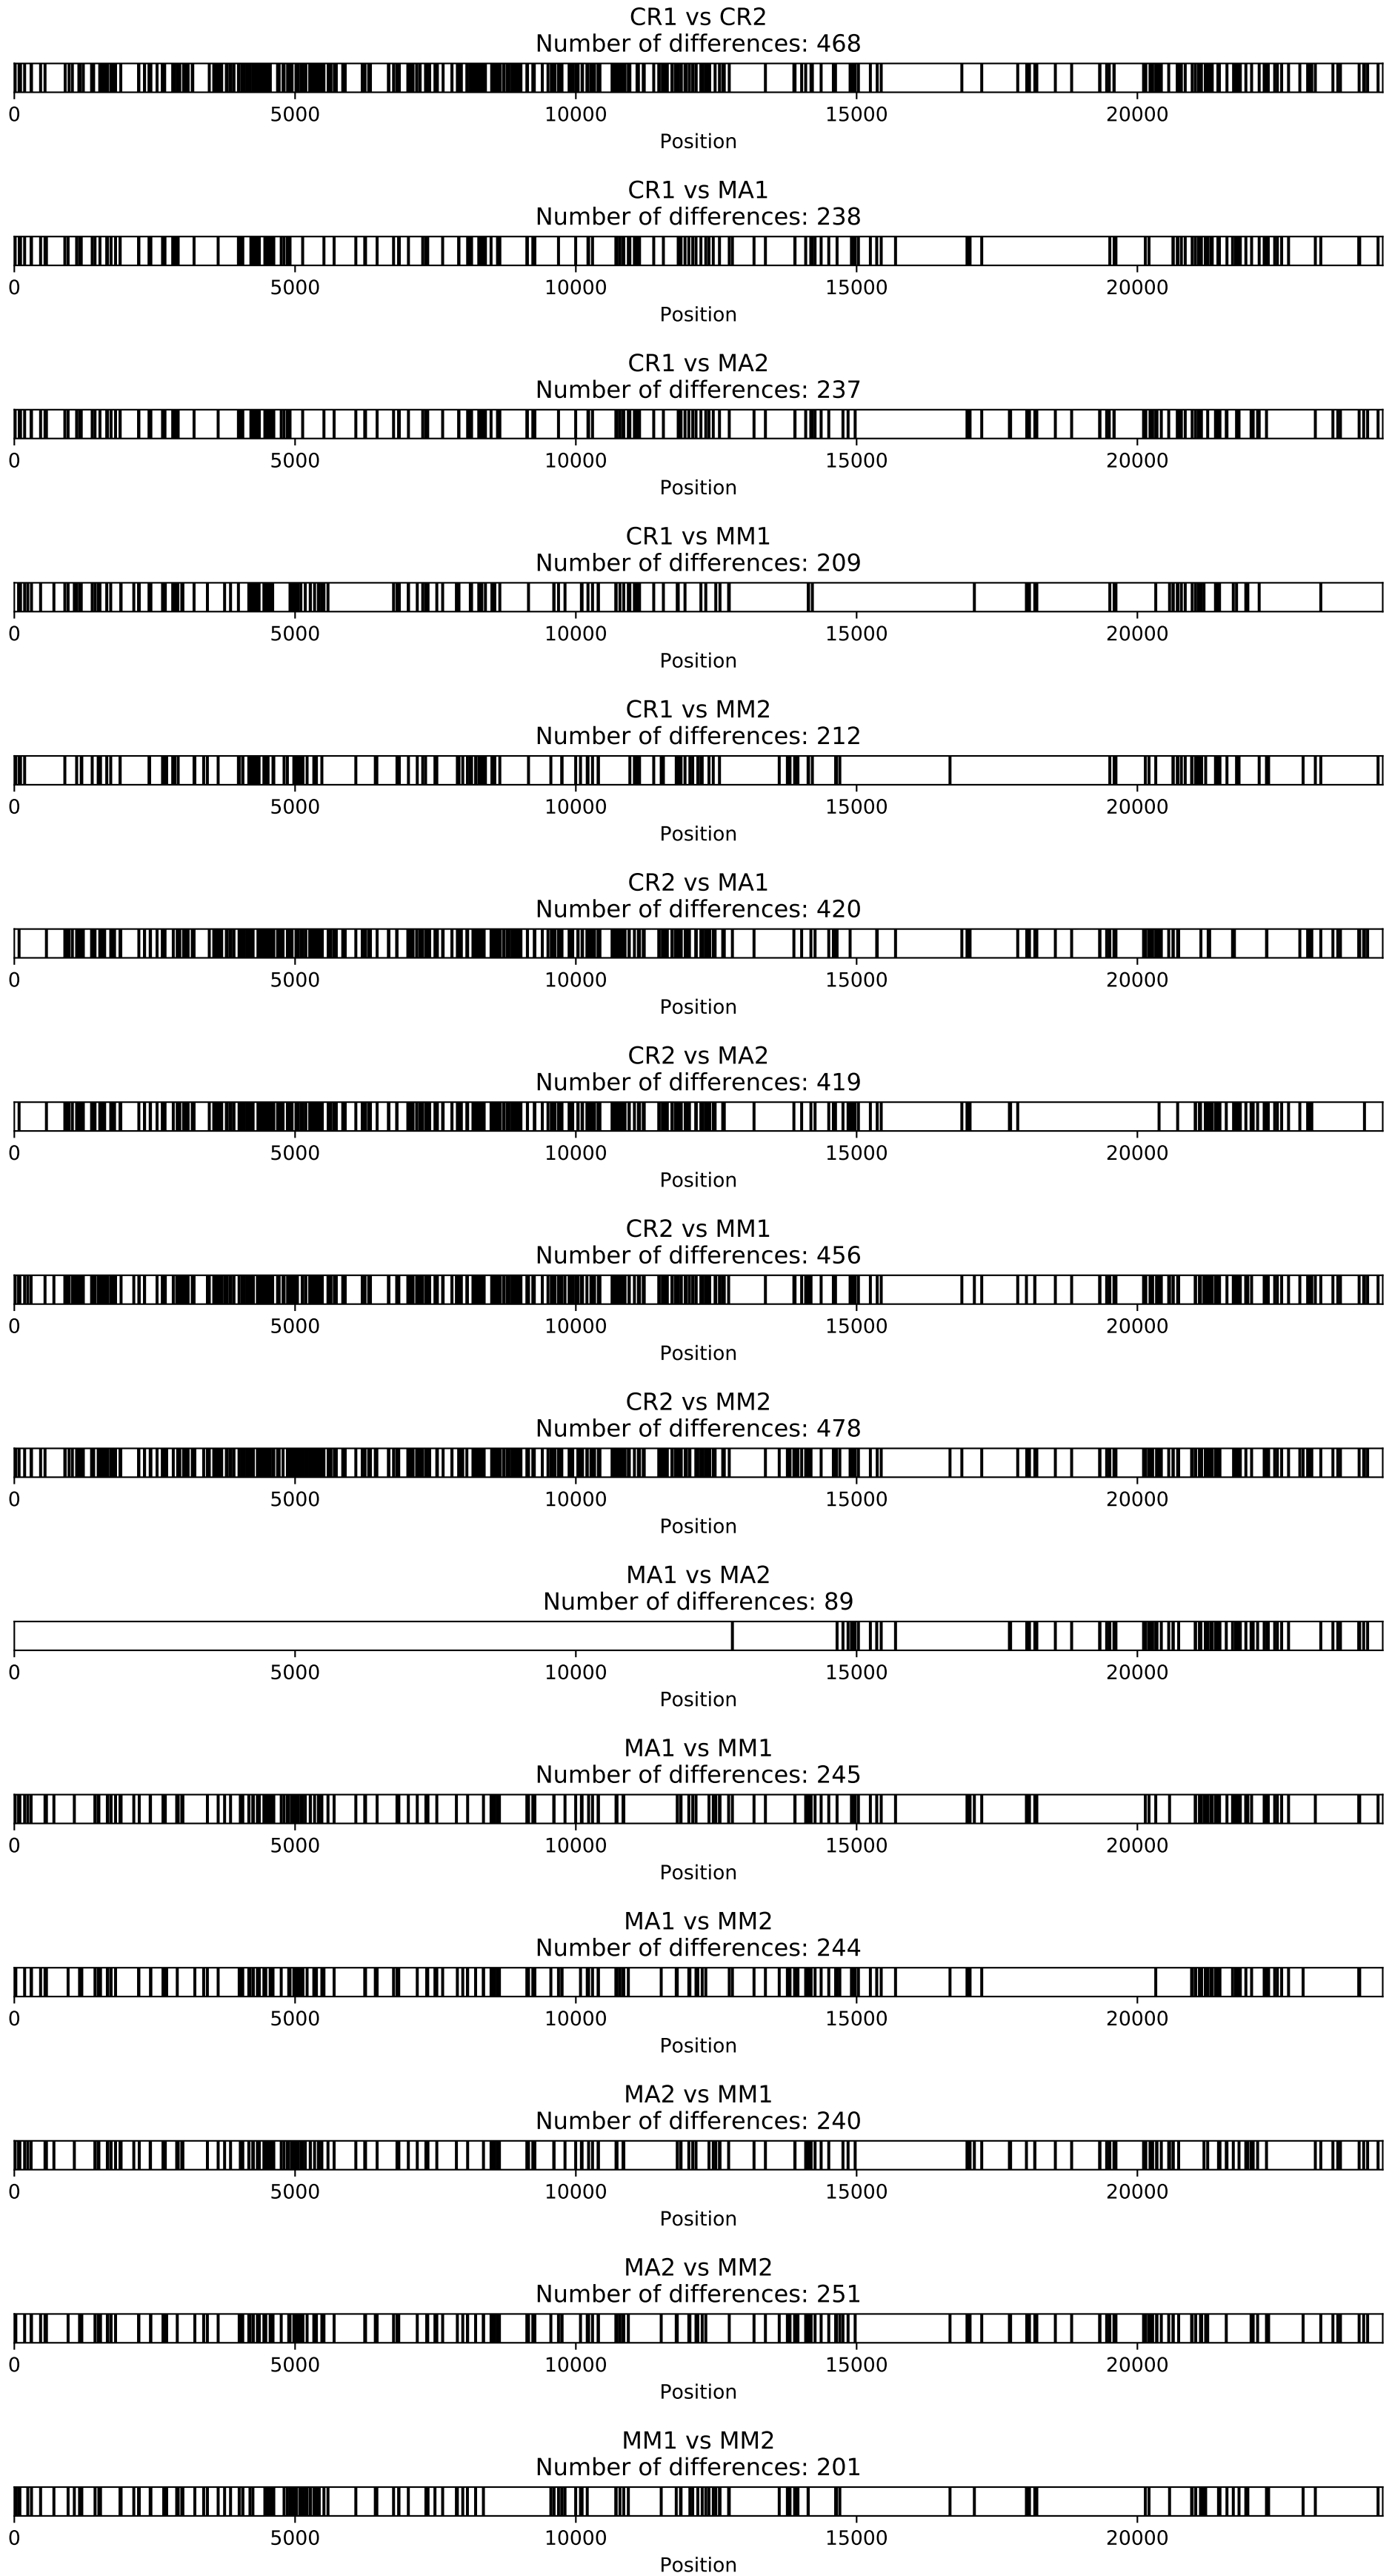 CR1 vs CR2
Number of differences: 468
0 5000 10000 15000 20000
Position
CR1 vs MA1
Number of differences: 238
0 5000 10000 15000 20000
Position
CR1 vs MA2
Number of differences: 237
0 5000 10000 15000 20000
Position
CR1 vs MM1
Number of differences: 209
0 5000 10000 15000 20000
Position
CR1 vs MM2
Number of differences: 212
0 5000 10000 15000 20000
Position
CR2 vs MA1
Number of differences: 420
0 5000 10000 15000 20000
Position
CR2 vs MA2
Number of differences: 419
0 5000 10000 15000 20000
Position
CR2 vs MM1
Number of differences: 456
0 5000 10000 15000 20000
Position
CR2 vs MM2
Number of differences: 478
0 5000 10000 15000 20000
Position
MA1 vs MA2
Number of differences: 89
0 5000 10000 15000 20000
Position
MA1 vs MM1
Number of differences: 245
0 5000 10000 15000 20000
Position
MA1 vs MM2
Number of differences: 244
0 5000 10000 15000 20000
Position
MA2 vs MM1
Number of differences: 240
0 5000 10000 15000 20000
Position
MA2 vs MM2
Number of differences: 251
0 5000 10000 15000 20000
Position
MM1 vs MM2
Number of differences: 201
0 5000 10000 15000 20000
Position